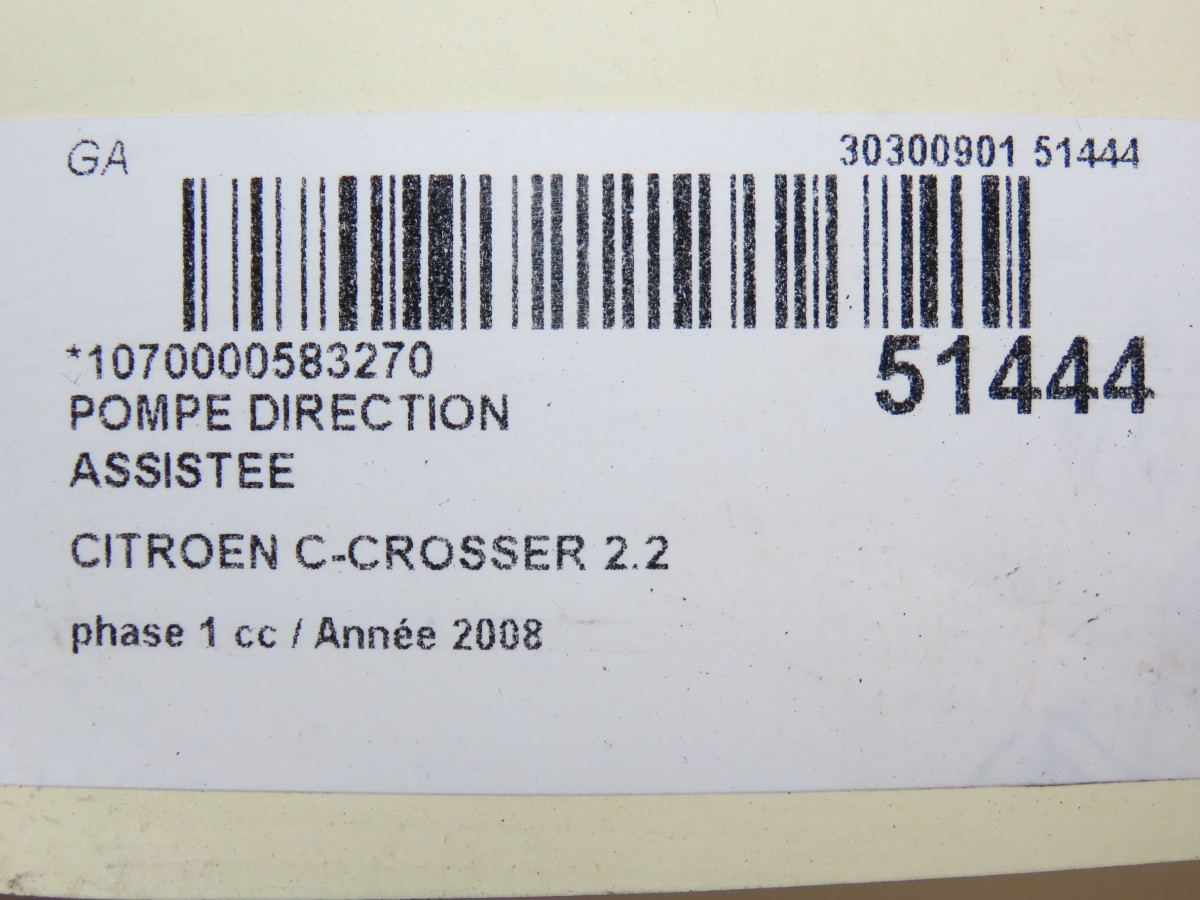 GA
30300901 51444
*1070000583270
51444
POMPE DIRECTION
ASSISTEE
CITROEN C-CROSSER 2.2
phase 1 cc / Année 2008